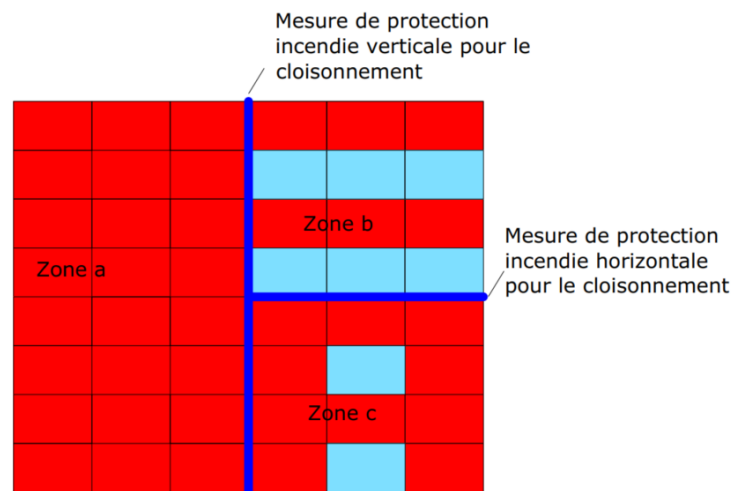 Mesure de protection
incendie verticale pour le
cloisonnement
Zone b
Mesure de protection
incendie horizontale
pour le cloisonnement
Zone a
Zone c